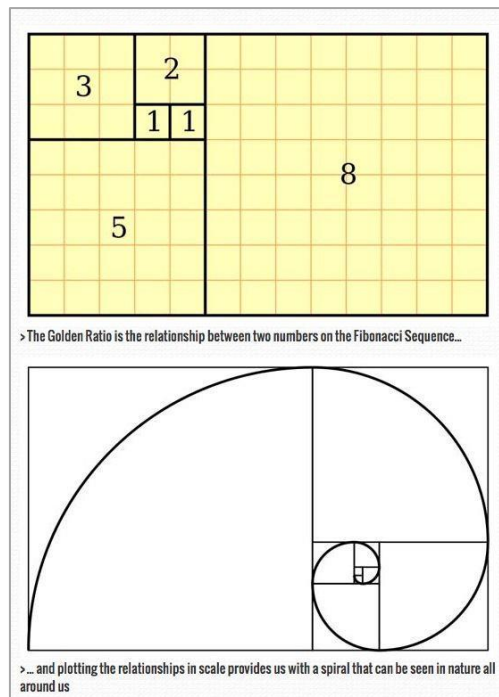 3
2
1 1
8
5
>The Golden Ratio is the relationship between two numbers on the Fibonacci Sequence...
>... and plotting the relationships in scale provides us with a spiral that can be seen in nature all
around us